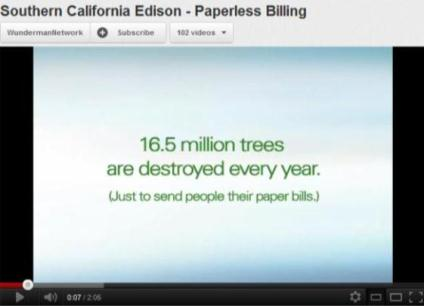 Southern California Edison - Paperless Billing
WundermanNetwork Subscribe 102 videos
16.5 million trees
are destroyed every year.
(Just to send people their paper bills.)
0:07 / 2:05